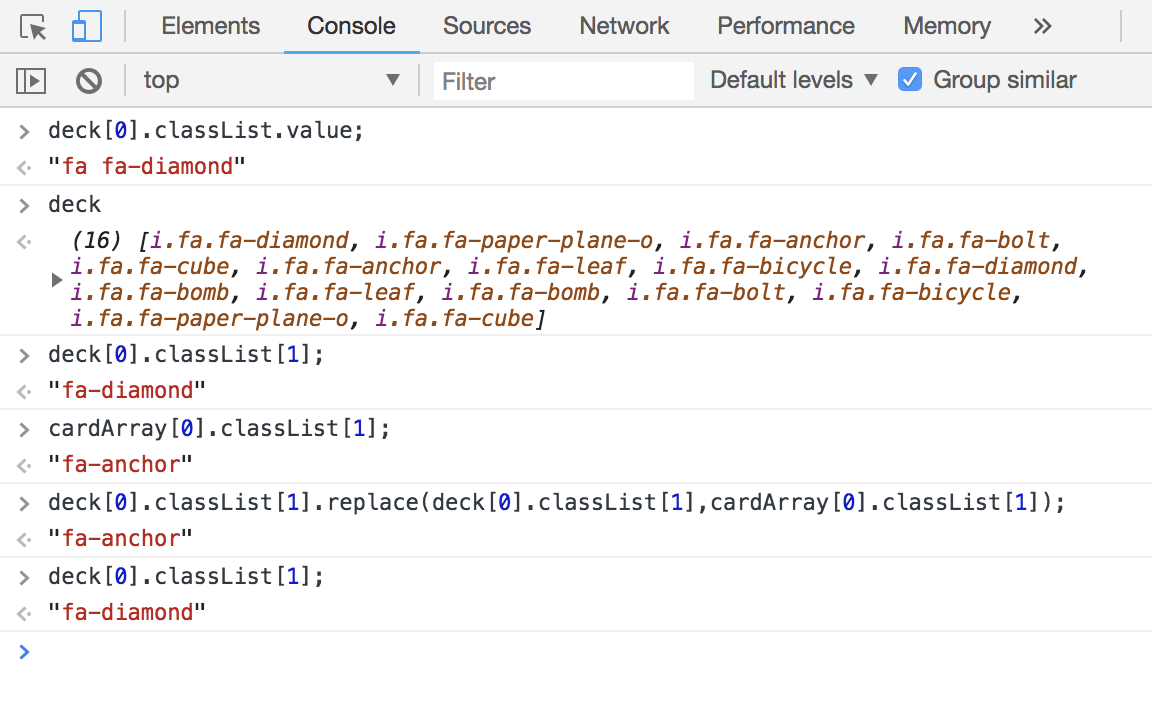 Elements Console Sources Network Performance Memory »
top ▼ Filter Default levels ▼ Group similar
> deck[0].classList.value;
"fa fa-diamond"
> deck
(16) [i.fa.fa-diamond, i.fa.fa-paper-plane-o, i.fa.fa-anchor, i.fa.fa-bolt,
i.fa.fa-cube, i.fa.fa-anchor, i.fa.fa-leaf, i.fa.fa-bicycle, i.fa.fa-diamond,
i.fa.fa-bomb, i.fa.fa-leaf, i.fa.fa-bomb, i.fa.fa-bolt, i.fa.fa-bicycle,
i.fa.fa-paper-plane-o, i.fa.fa-cube]
> deck[0].classList[1];
"fa-diamond"
> cardArray[0].classList[1];
"fa-anchor"
> deck[0].classList[1].replace(deck[0].classList[1],cardArray[0].classList[1]);
"fa-anchor"
> deck[0].classList[1];
"fa-diamond"
>